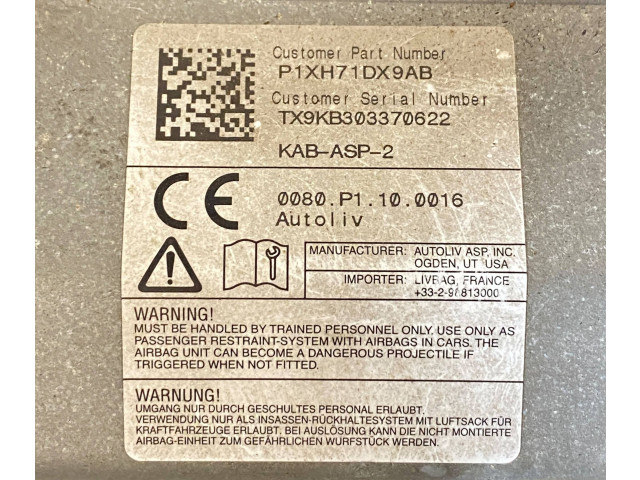 Customer Part Number
P1XH71DX9AB
Customer Serial Number
TX9KB303370622
KAB-ASP-2
CE
0080.P1.10.0016
Autoliv
MANUFACTURER: AUTOLIV ASP, INC.
OGDEN, UT USA
IMPORTER: LIVBAG, FRANCE
+33-2-98813000
WARNING!
MUST BE HANDLED BY TRAINED PERSONNEL ONLY. USE ONLY AS
PASSENGER RESTRAINT-SYSTEM WITH AIRBAGS IN CARS. THE
AIRBAG UNIT CAN BECOME A DANGEROUS PROJECTILE IF
TRIGGERED WHEN NOT FITTED.
WARNUNG!
UMGANG NUR DURCH GESCHULTES PERSONAL ERLAUBT.
VERWENDUNG NUR ALS INSASSEN-RÜCKHALTESYSTEM MIT LUFTSACK FÜR
KRAFTFAHRZEUGE ERLAUBT. BEI AUSLÖSUNG KANN DIE NICHT MONTIERTE
AIRBAG-EINHEIT ZUM GEFÄHRLICHEN WURFSTÜCK WERDEN.